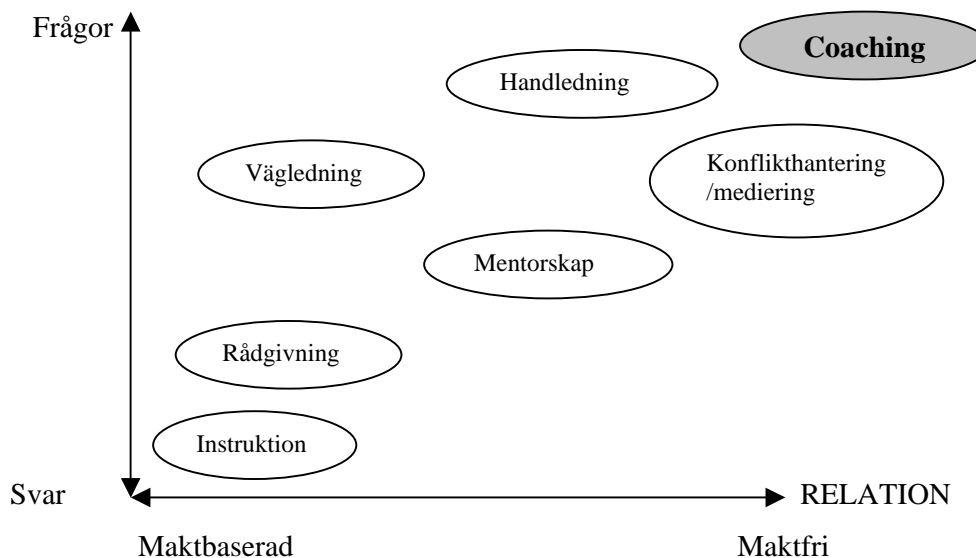 Frågor
Coaching
Handledning
Vägledning
Konflikthantering
/mediering
Mentorskap
Rådgivning
Instruktion
Svar
RELATION
Maktbaserad
Maktfri